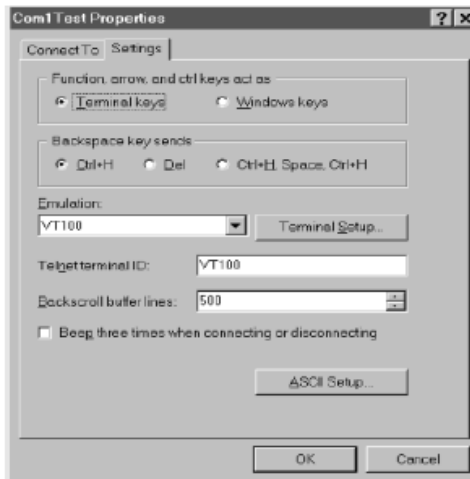 Com1Test Properties
Connect To
Settings
Function, arrow, and ctrl keys act as
Terminal keys
Windows keys
Backspace key sends
Ctrl+H
Del
Ctrl+H, Space, Ctrl+H
Emulation:
VT100
Terminal Setup...
Telnet terminal ID:
VT100
Backscroll buffer lines:
500
Beep three times when connecting or disconnecting
ASCII Setup...
OK
Cancel